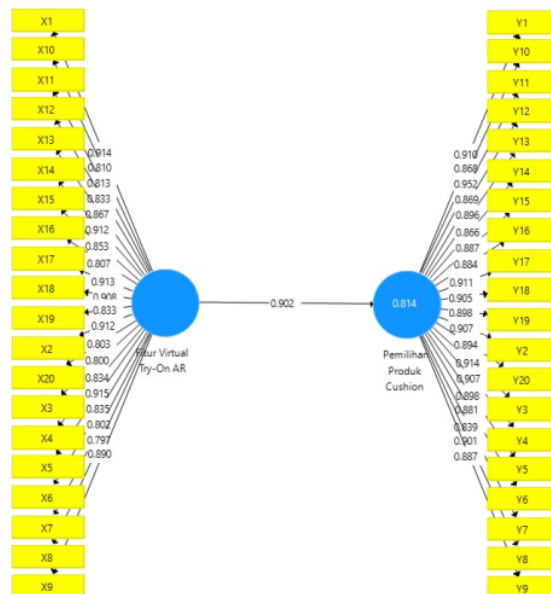 X1
X10
X11
X12
X13
X14
X15
X16
X17
X18
X19
X2
X20
X3
X4
X5
X6
X7
X8
X9
0.914
0.810
0.813
0.833
0.867
0.912
0.853
0.807
0.913
0.908
0.833
0.912
0.803
0.800
0.834
0.915
0.835
0.802
0.797
0.890
Fitur Virtual
Try-On AR
0.902
0.814
Pemilihan
Produk
Cushion
0.910
0.868
0.952
0.869
0.896
0.866
0.887
0.884
0.911
0.905
0.898
0.907
0.894
0.914
0.907
0.898
0.881
0.839
0.901
0.887
Y1
Y10
Y11
Y12
Y13
Y14
Y15
Y16
Y17
Y18
Y19
Y2
Y20
Y3
Y4
Y5
Y6
Y7
Y8
Y9